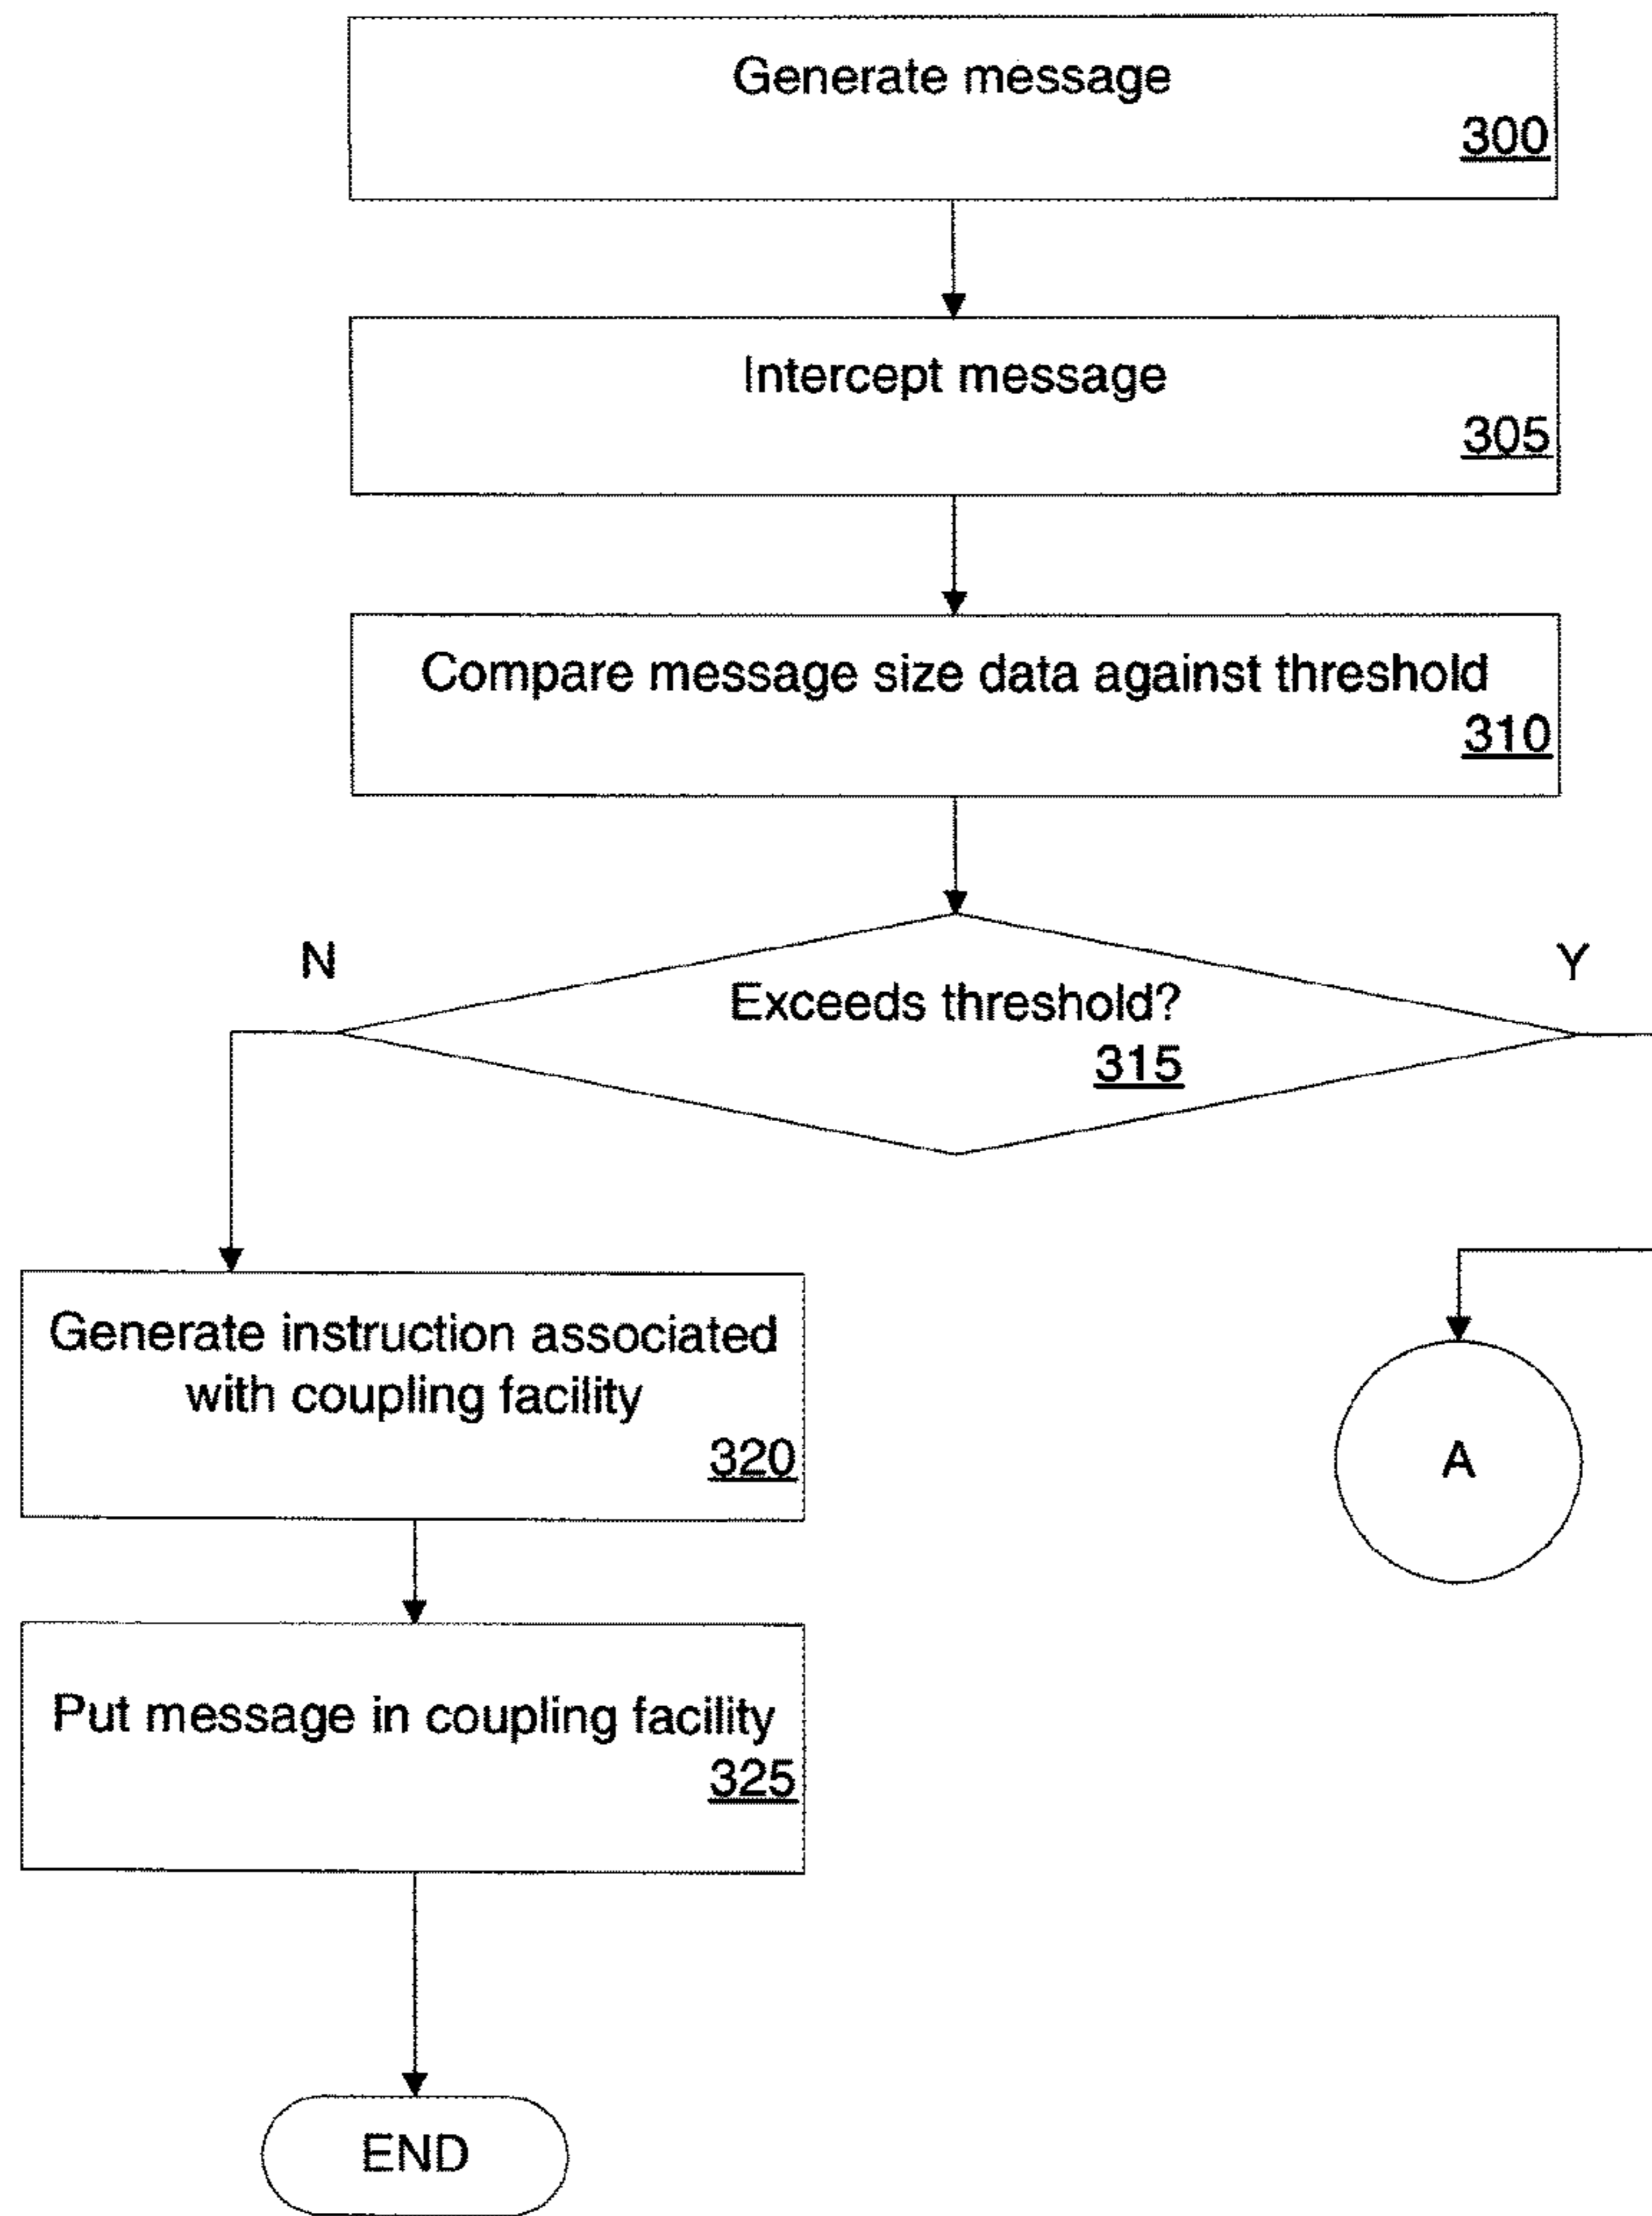 Generate message
300
Intercept message
305
Compare message size data against threshold
310
N
Y
Exceeds threshold?
315
Generate instruction associated
with coupling facility
320
A
Put message in coupling facility
325
END